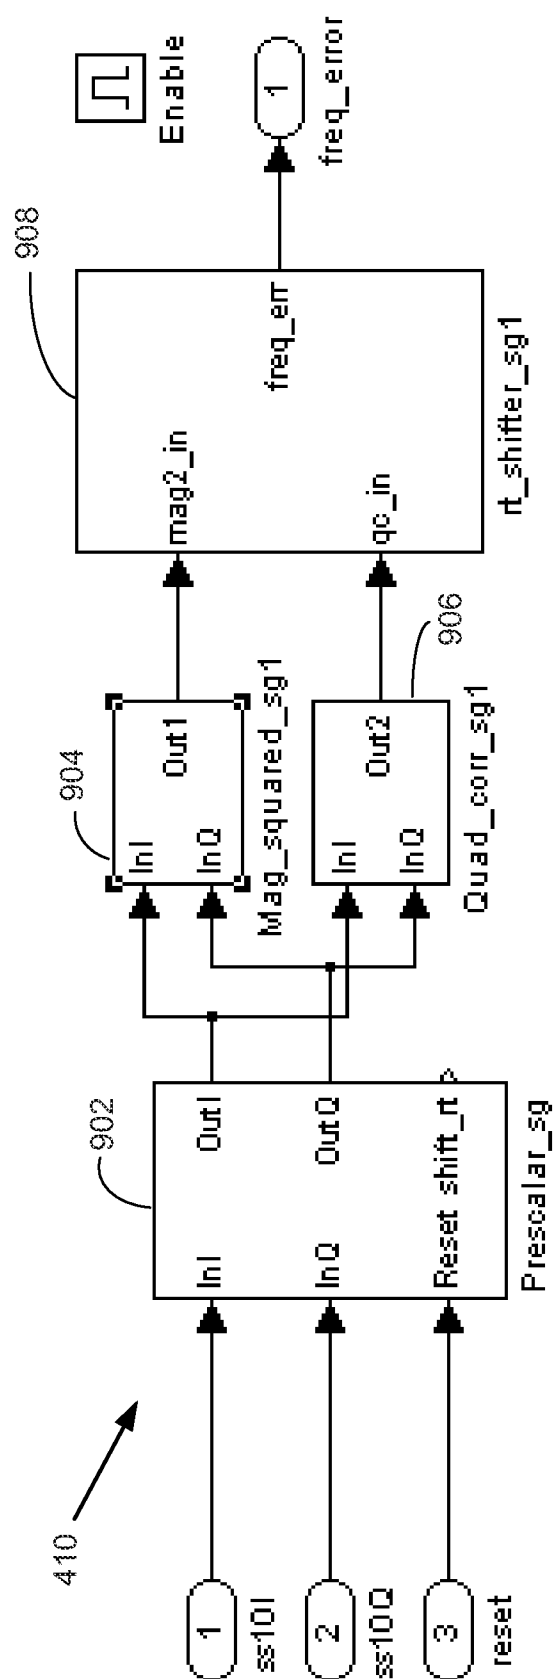 410
1
ss10I
2
ss10Q
3
reset
902
InI
OutI
InQ
OutQ
Reset shift_rt
Prescalar_sg
904
InI
Out1
InQ
Mag_squared_sg1
InI
Out2
InQ
906
Quad_corr_sg1
908
mag2_in
freq_err
qc_in
rt_shifter_sg1
Enable
1
freq_error